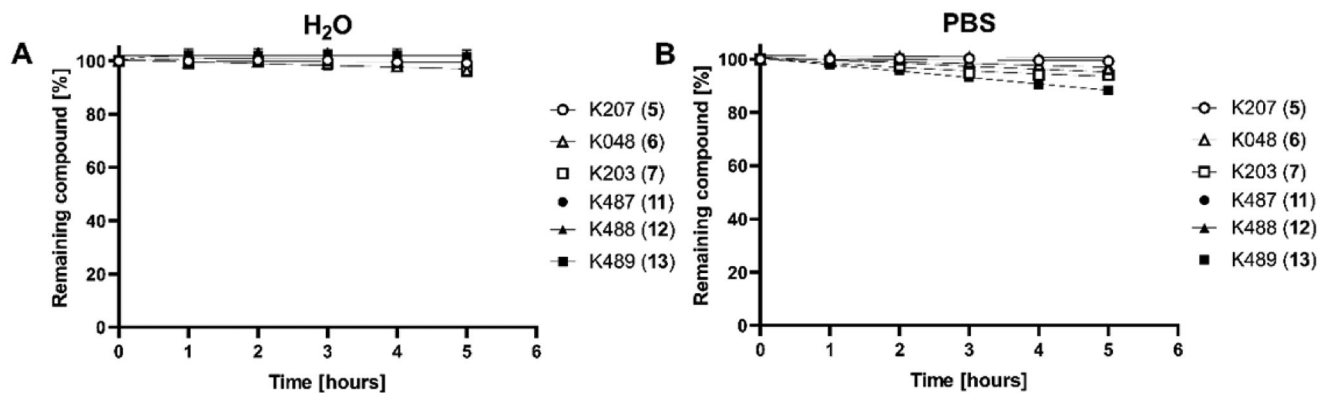 A
H₂O
Remaining compound [%]
100
80
60
40
20
0
0 1 2 3 4 5 6
Time [hours]
K207 (5)
K048 (6)
K203 (7)
K487 (11)
K488 (12)
K489 (13)
B
PBS
Remaining compound [%]
100
80
60
40
20
0
0 1 2 3 4 5 6
Time [hours]
K207 (5)
K048 (6)
K203 (7)
K487 (11)
K488 (12)
K489 (13)